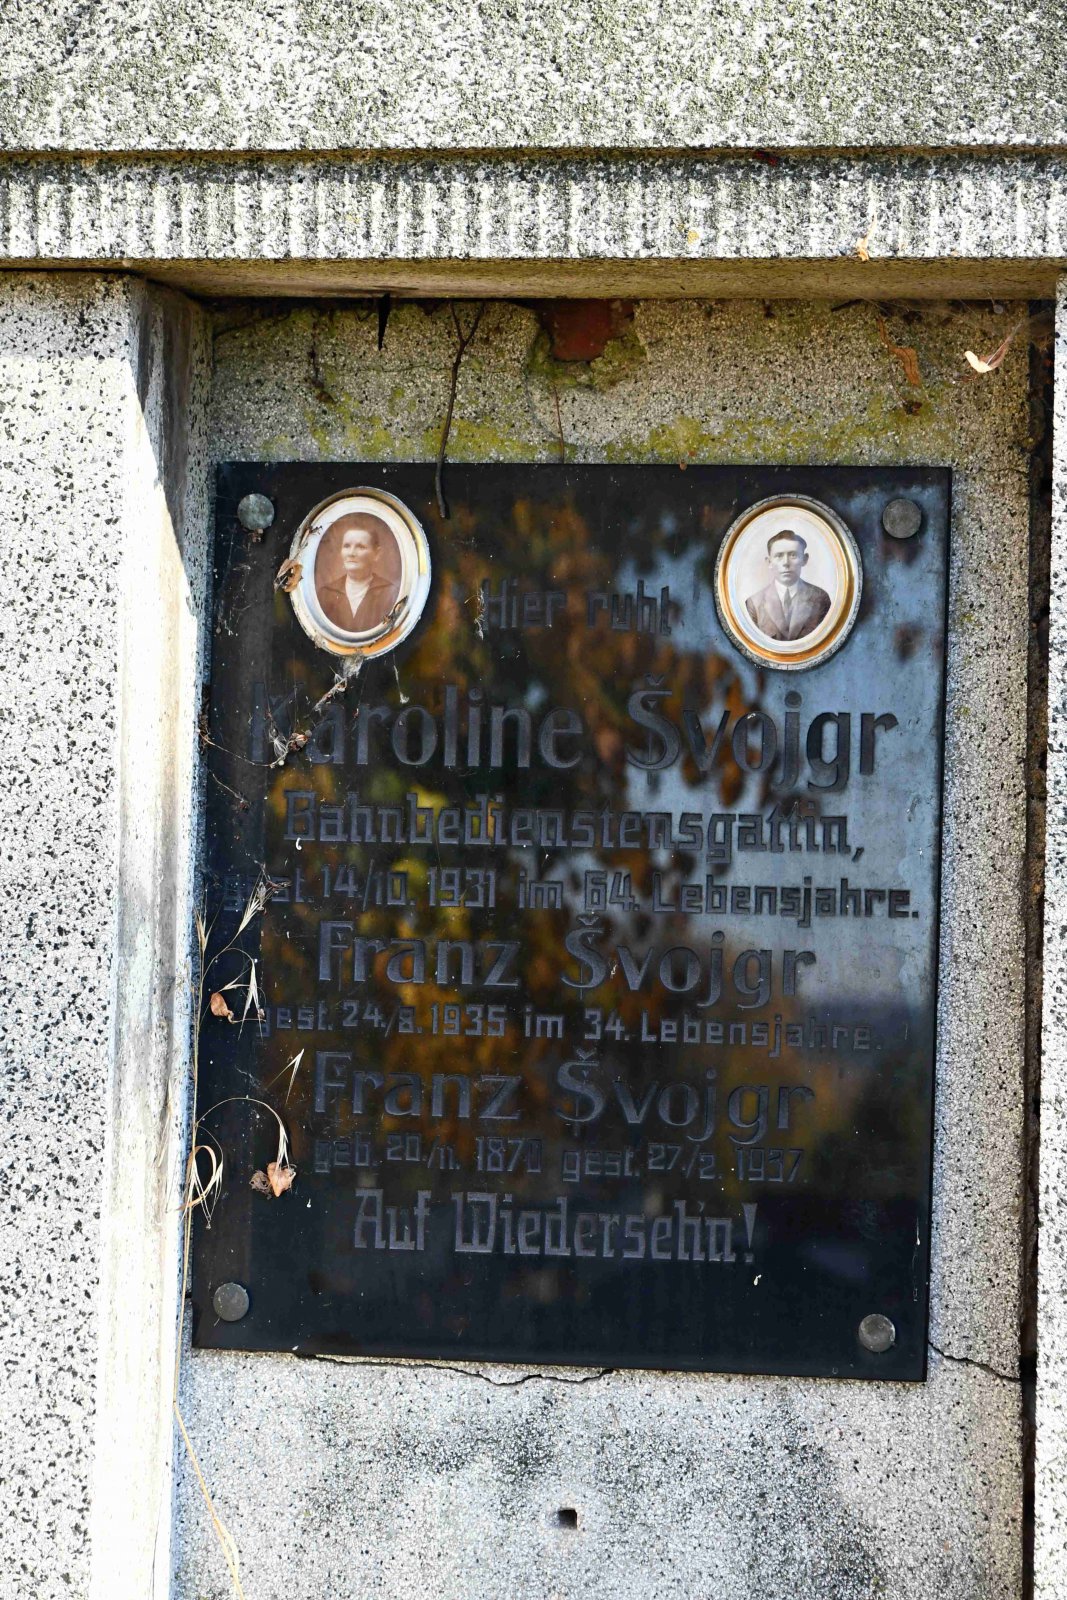 Hier ruht
Karoline Švojgr
Bahnbedienstensgattin,
gest. 14/10. 1931 im 64. Lebensjahre.
Franz Švojgr
gest. 24./8. 1935 im 34. Lebensjahre.
Franz Švojgr
geb. 20./11. 1870 gest. 27./2. 1937.
Auf Wiederseh'n!